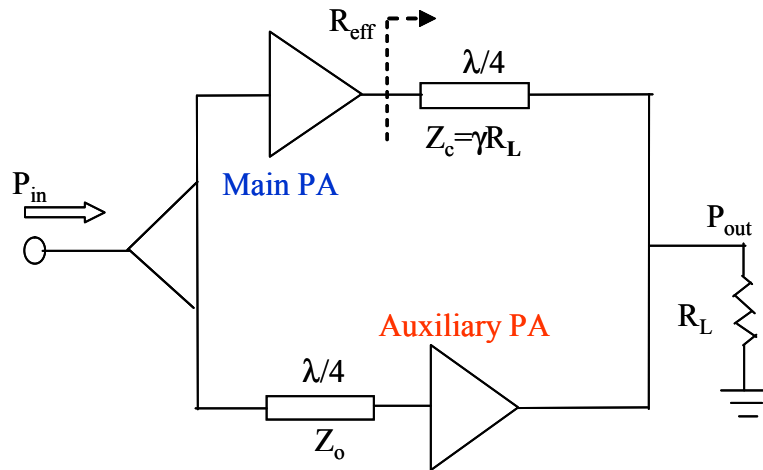 R_eff
λ/4
Z_c=γR_L
P_in
Main PA
P_out
Auxiliary PA
R_L
λ/4
Z_o